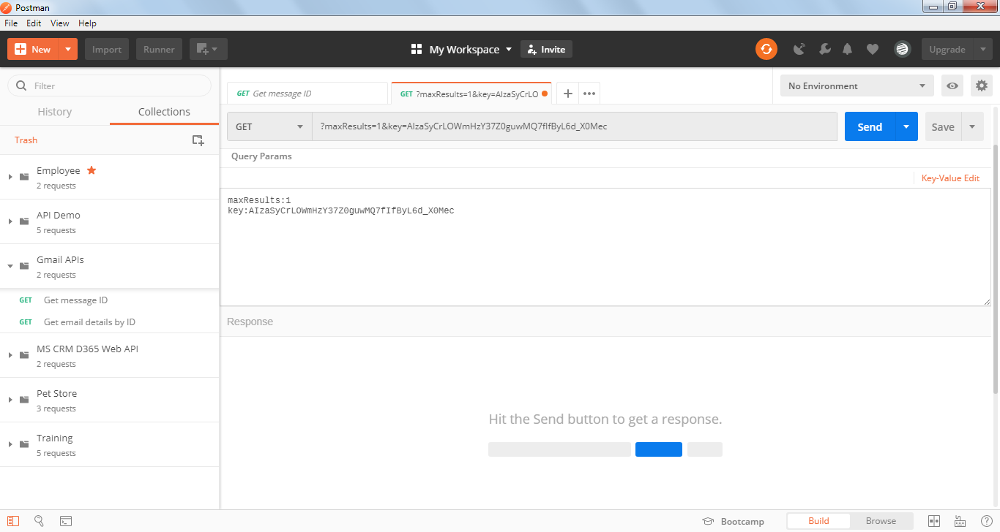 Postman
File Edit View Help
New Import Runner My Workspace Invite Upgrade
Filter
History Collections
Trash
Employee
2 requests
API Demo
5 requests
Gmail APIs
2 requests
GET Get message ID
GET Get email details by ID
MS CRM D365 Web API
2 requests
Pet Store
3 requests
Training
5 requests
GET Get message ID
GET ?maxResults=1&key=AIzaSyCrLO
No Environment
GET ?maxResults=1&key=AIzaSyCrLOWmHzY37Z0guwMQ7fIfByL6d_X0Mec Send Save
Query Params
Key-Value Edit
maxResults:1
key:AIzaSyCrLOWmHzY37Z0guwMQ7fIfByL6d_X0Mec
Response
Hit the Send button to get a response.
Bootcamp Build Browse